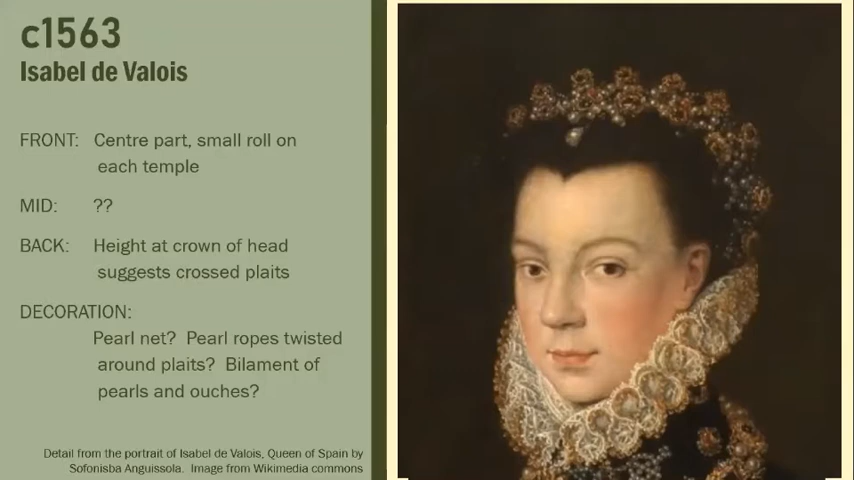 c1563
Isabel de Valois
FRONT: Centre part, small roll on
each temple
MID: ??
BACK: Height at crown of head
suggests crossed plaits
DECORATION:
Pearl net? Pearl ropes twisted
around plaits? Bilament of
pearls and ouches?
Detail from the portrait of Isabel de Valois, Queen of Spain by
Sofonisba Anguissola. Image from Wikimedia commons